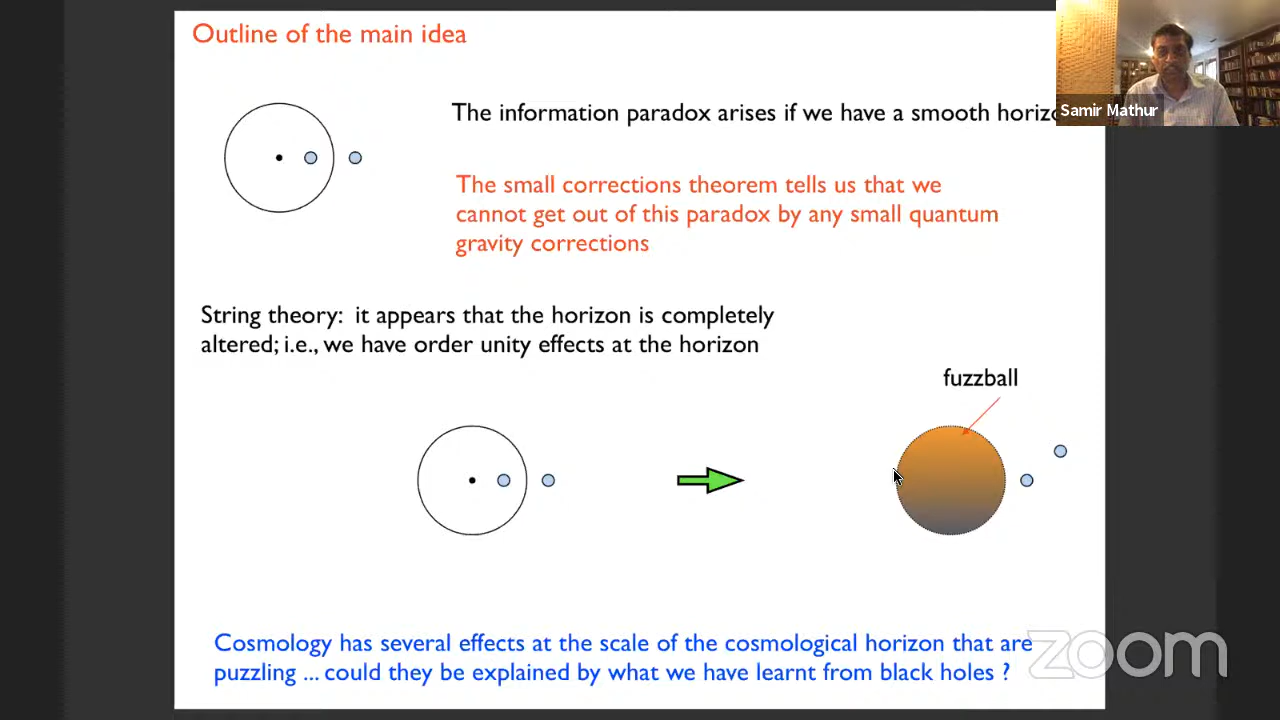 Outline of the main idea
The information paradox arises if we have a smooth
Samir Mathur
The small corrections theorem tells us that we
cannot get out of this paradox by any small quantum
gravity corrections
String theory: it appears that the horizon is completely
altered; i.e., we have order unity effects at the horizon
fuzzball
Cosmology has several effects at the scale of the cosmological horizon that are
puzzling ... could they be explained by what we have learnt from black holes ?
zoom